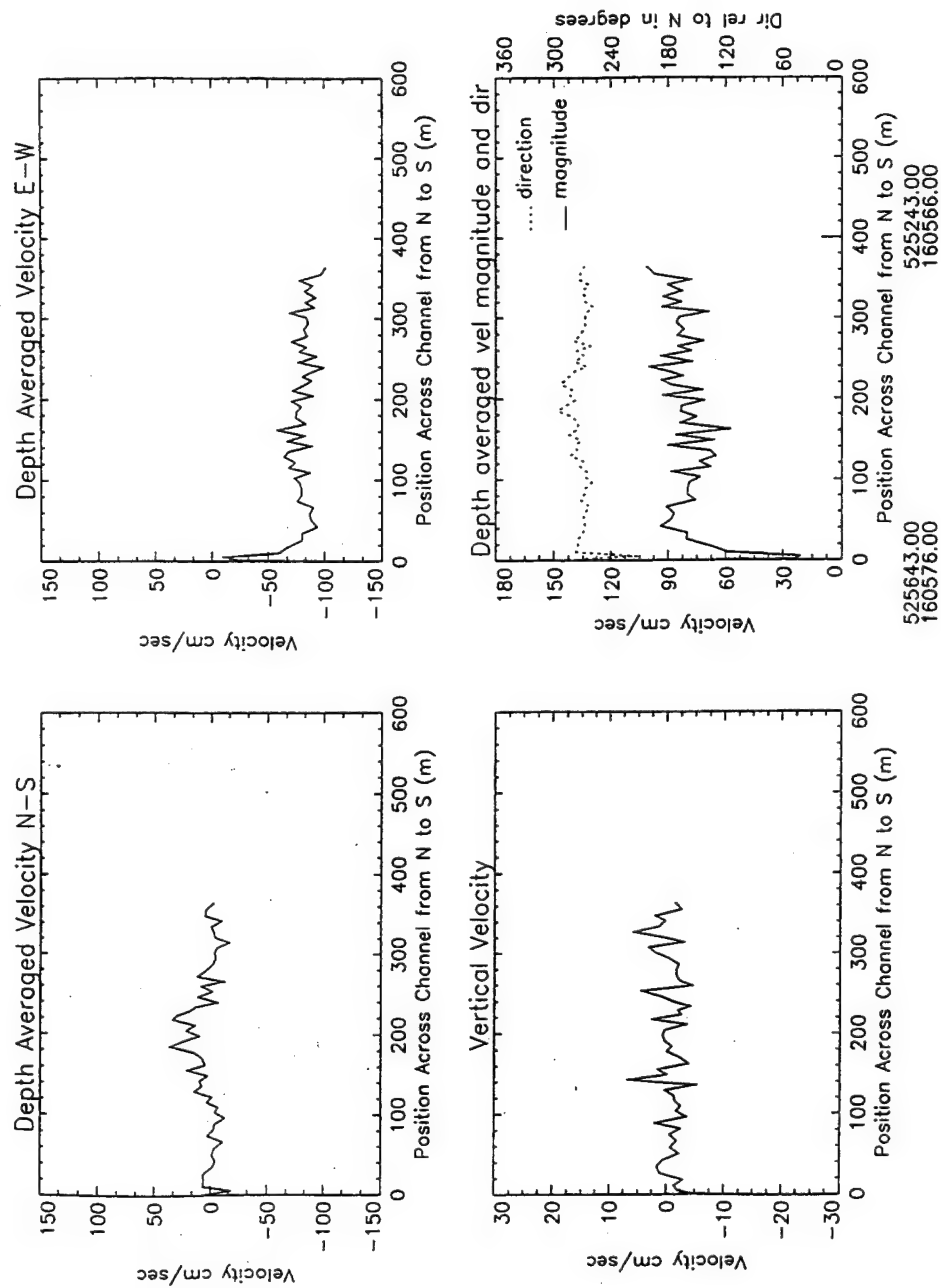 Depth Averaged Velocity N-S
Velocity cm/sec
150
100
50
0
-50
-100
-150
0 100 200 300 400 500 600
Position Across Channel from N to S (m)
Depth Averaged Velocity E-W
Velocity cm/sec
150
100
50
0
-50
-100
-150
0 100 200 300 400 500 600
Position Across Channel from N to S (m)
Vertical Velocity
Velocity cm/sec
30
20
10
0
-10
-20
-30
0 100 200 300 400 500 600
Position Across Channel from N to S (m)
Depth averaged vel magnitude and dir
Velocity cm/sec
180
150
120
90
60
30
0
direction
magnitude
360
300
240
180
120
60
0
Dir rel to N in degrees
0 100 200 300 400 500 600
Position Across Channel from N to S (m)
525643.00 525243.00
160576.00 160566.00